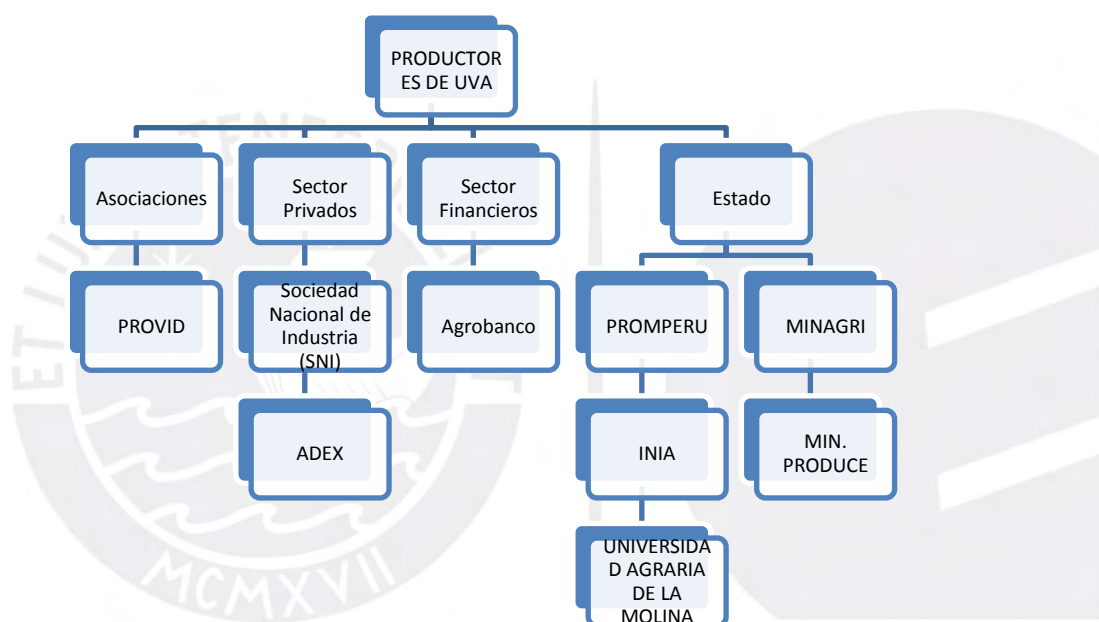 PRODUCTOR
ES DE UVA
Asociaciones
Sector
Privados
Sector
Financieros
Estado
PROVID
Sociedad
Nacional de
Industria
(SNI)
Agrobanco
PROMPERU
MINAGRI
ADEX
INIA
MIN.
PRODUCE
UNIVERSIDA
D AGRARIA
DE LA
MOLINA
MCMXVII